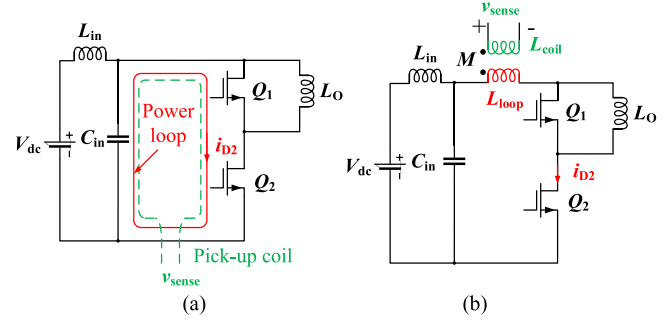 L_in
Power loop
Q_1
L_O
V_dc
+
−
C_in
i_D2
Q_2
Pick-up coil
v_sense
(a)
v_sense
+
-
L_coil
L_in
M
L_loop
Q_1
L_O
V_dc
+
−
C_in
i_D2
Q_2
(b)